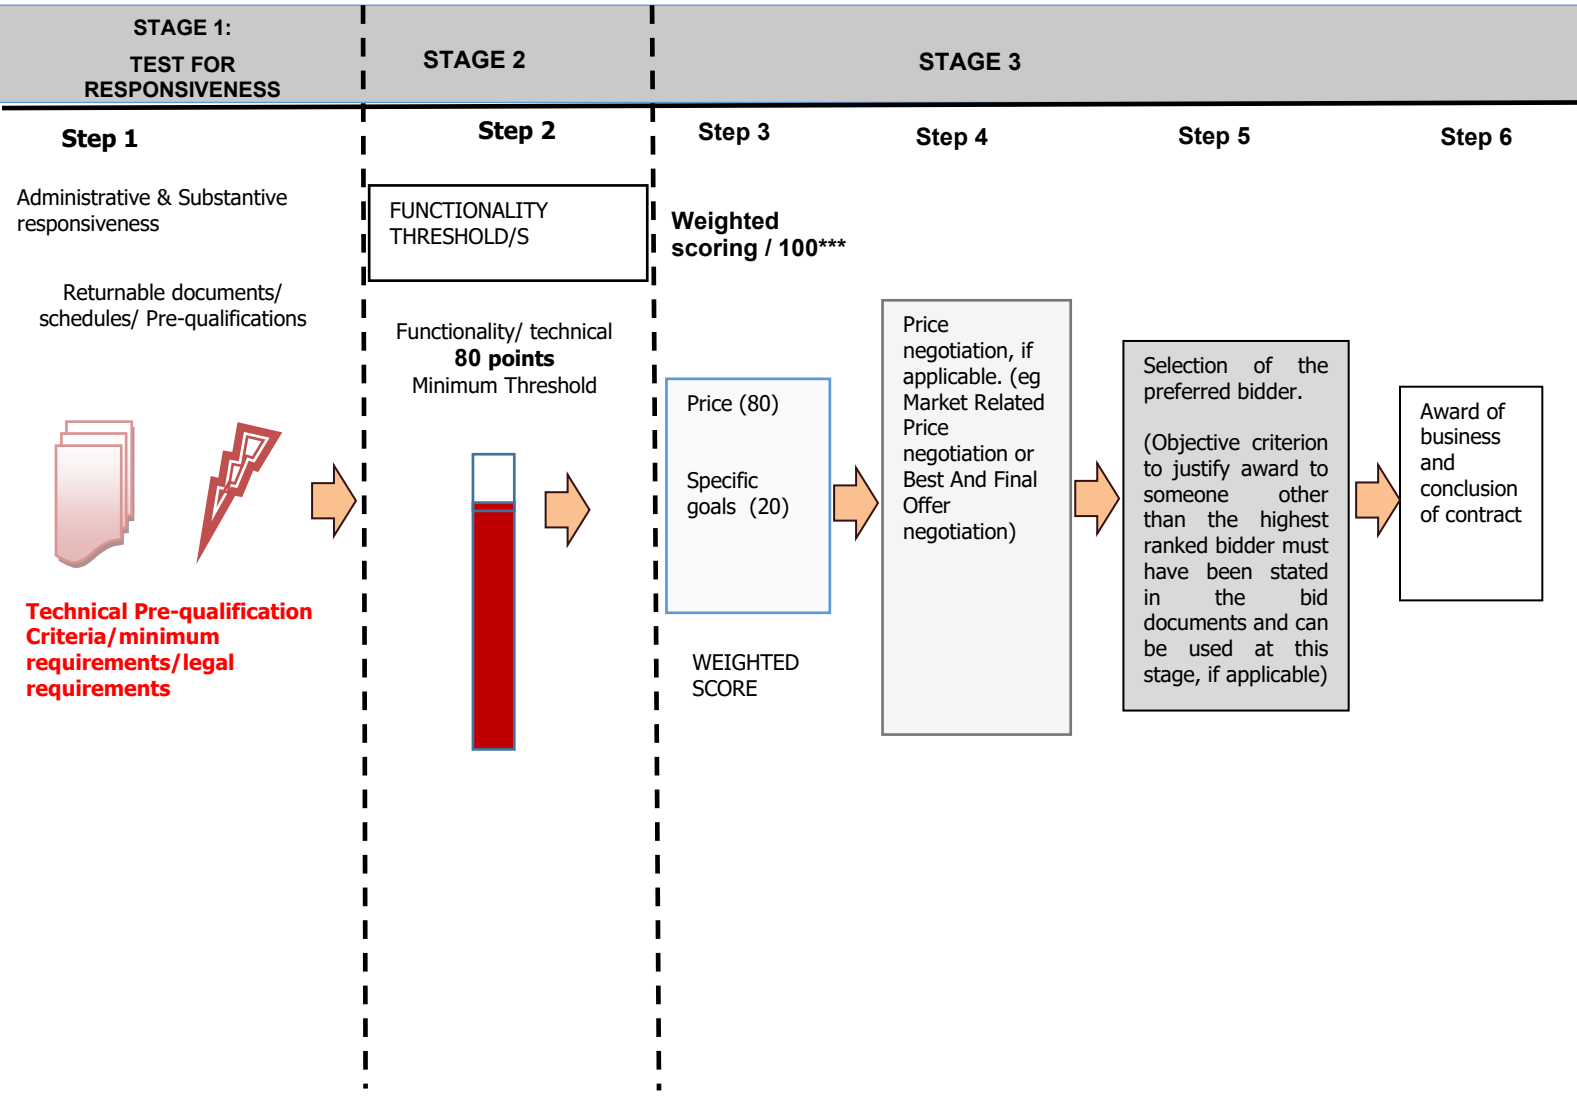 STAGE 1:
TEST FOR
RESPONSIVENESS
STAGE 2
STAGE 3
Step 1
Step 2
Step 3
Step 4
Step 5
Step 6
Administrative & Substantive
responsiveness
Returnable documents/
schedules/ Pre-qualifications
Technical Pre-qualification
Criteria/minimum
requirements/legal
requirements
FUNCTIONALITY
THRESHOLD/S
Functionality/ technical
80 points
Minimum Threshold
Weighted
scoring / 100***
Price (80)
Specific
goals (20)
WEIGHTED
SCORE
Price
negotiation, if
applicable. (eg
Market Related
Price
negotiation or
Best And Final
Offer
negotiation)
Selection of the
preferred bidder.
(Objective criterion
to justify award to
someone other
than the highest
ranked bidder must
have been stated
in the bid
documents and can
be used at this
stage, if applicable)
Award of
business
and
conclusion
of contract